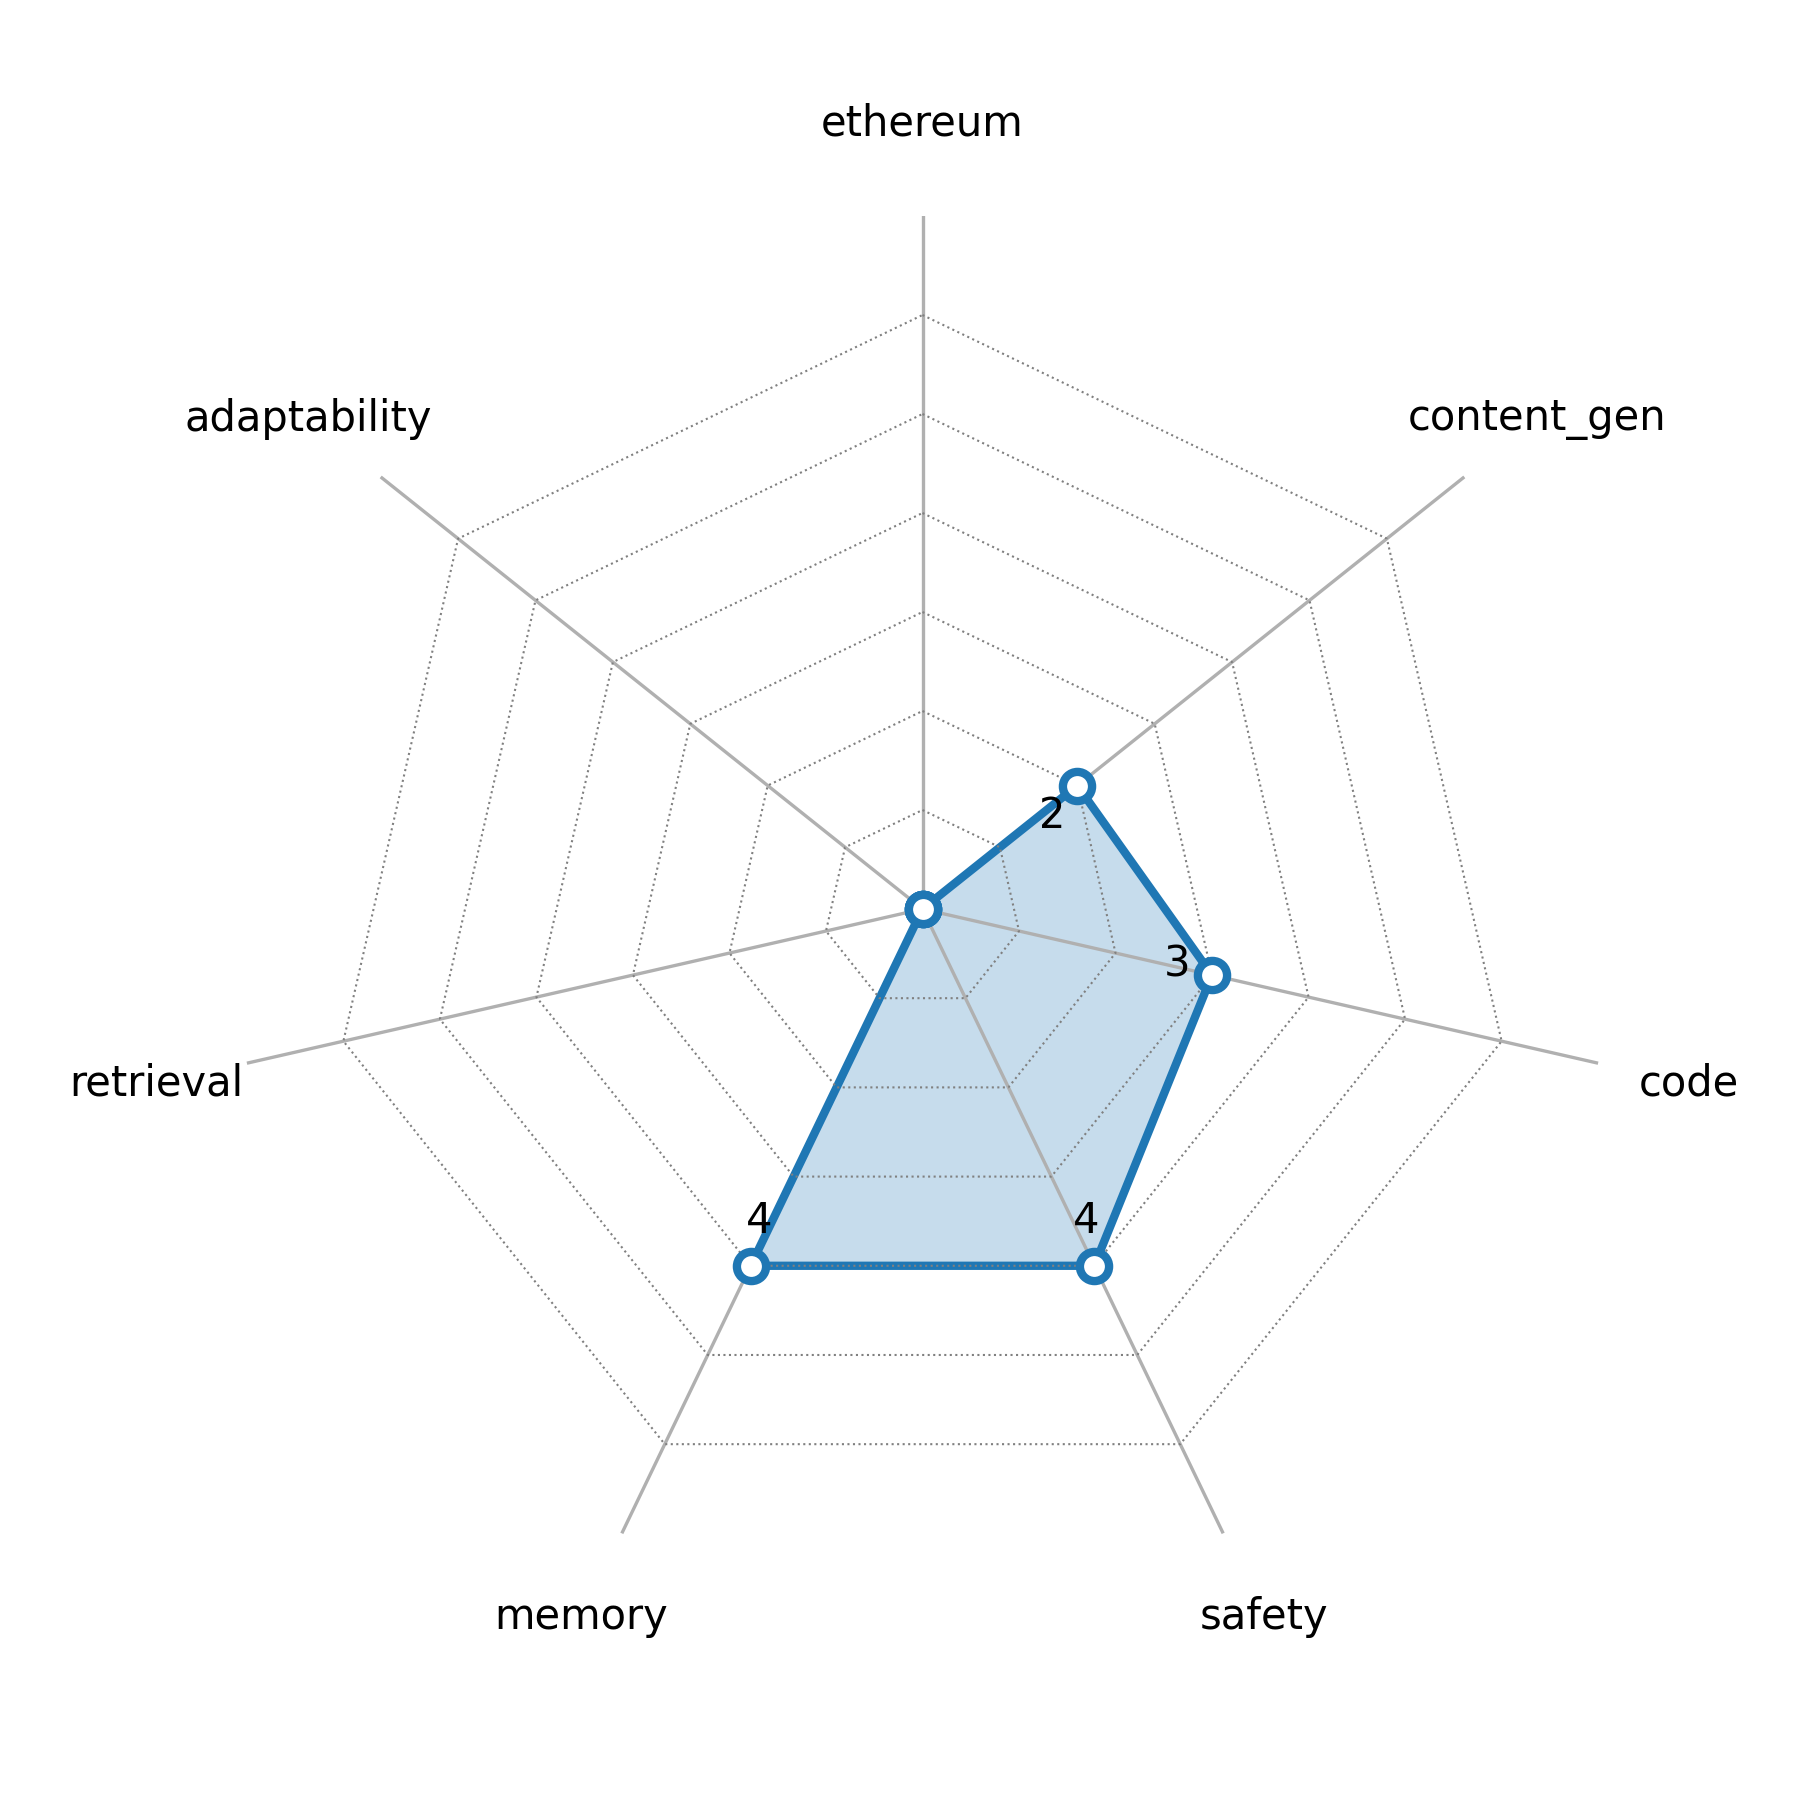 ethereum
adaptability
content_gen
2
3
retrieval
code
4
4
memory
safety